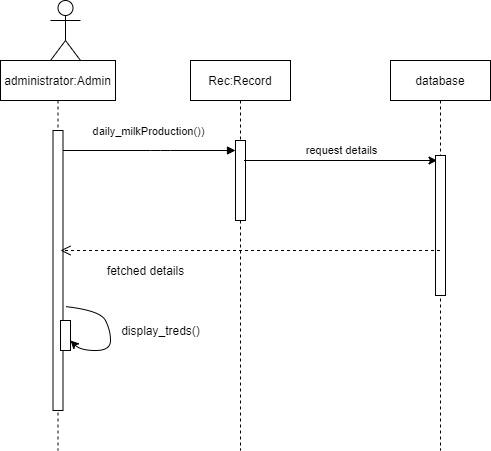 administrator:Admin
Rec:Record
database
daily_milkProduction())
request details
fetched details
display_treds()